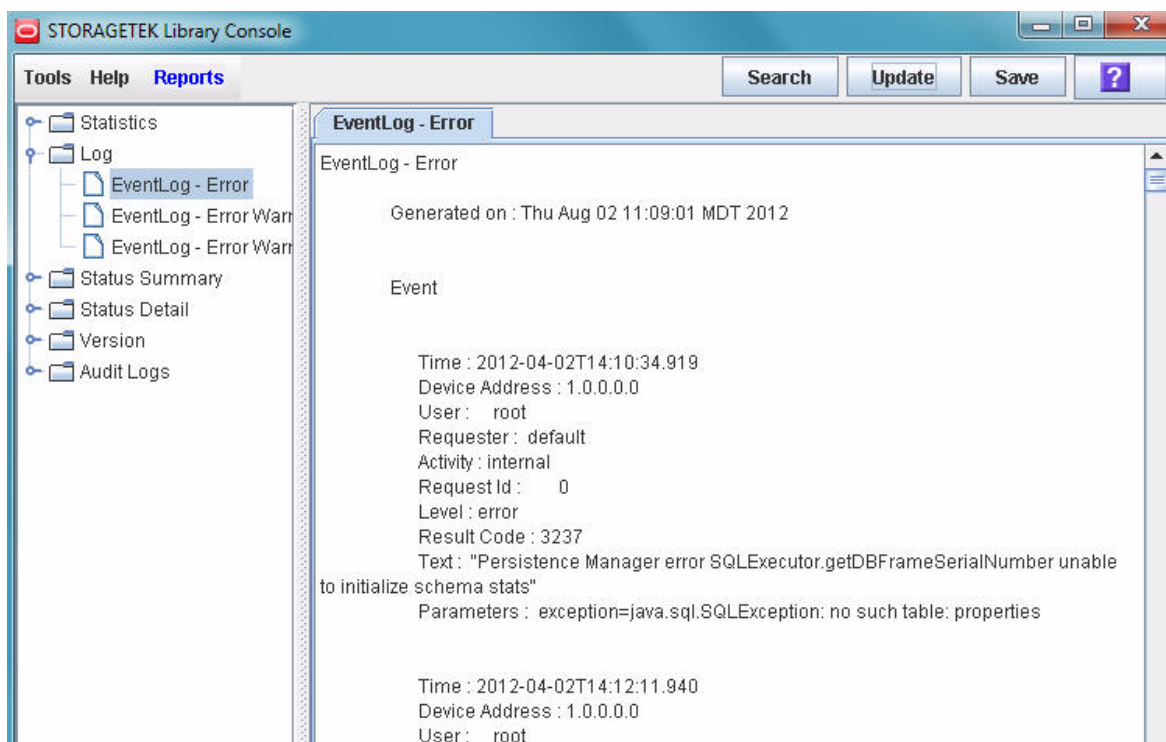 STORAGETEK Library Console
Tools Help Reports
Search Update Save ?
Statistics
Log
EventLog - Error
EventLog - Error Warr
EventLog - Error Warr
Status Summary
Status Detail
Version
Audit Logs
EventLog - Error
EventLog - Error
Generated on : Thu Aug 02 11:09:01 MDT 2012
Event
Time : 2012-04-02T14:10:34.919
Device Address : 1.0.0.0.0
User : root
Requester : default
Activity : internal
Request Id : 0
Level : error
Result Code : 3237
Text : "Persistence Manager error SQLExecutor.getDBFrameSerialNumber unable
to initialize schema stats"
Parameters : exception=java.sql.SQLException: no such table: properties
Time : 2012-04-02T14:12:11.940
Device Address : 1.0.0.0.0
User : root